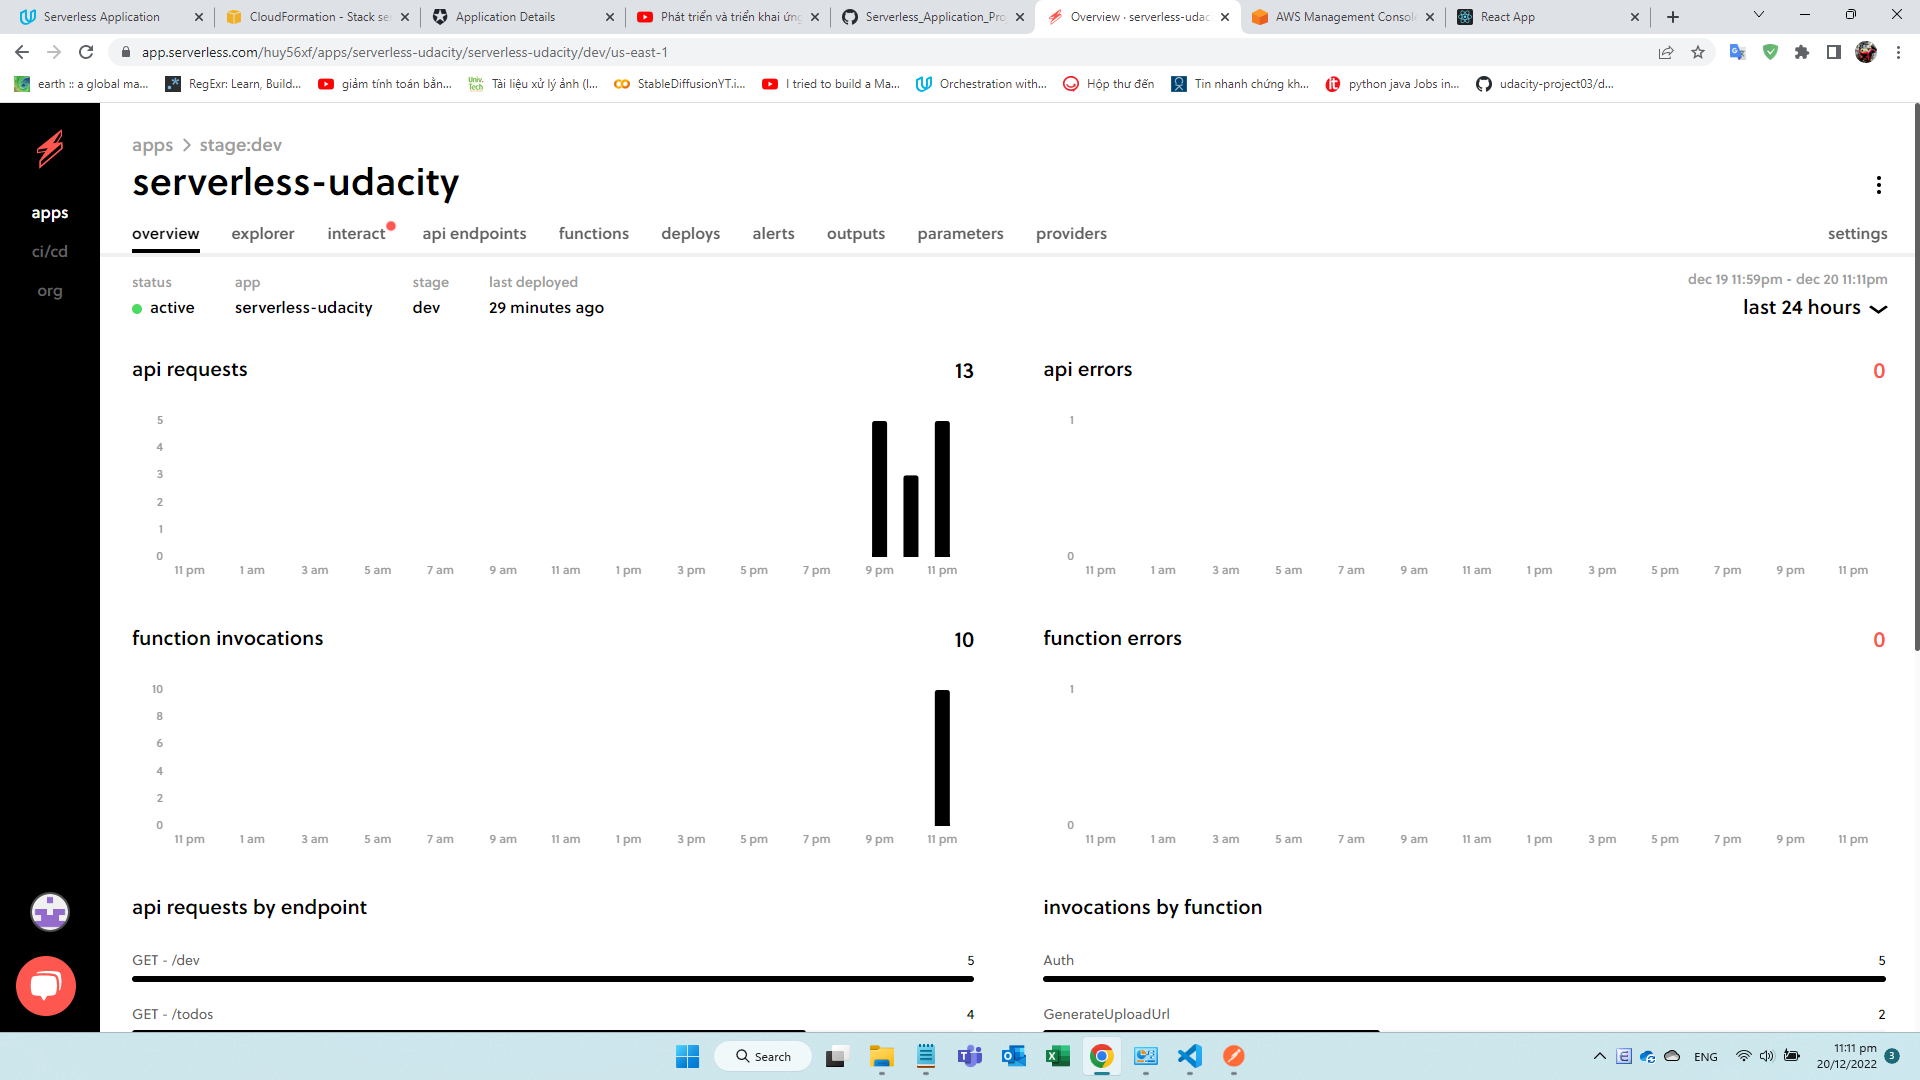 Serverless Application
CloudFormation - Stack se
Application Details
Phát triển và triển khai ứng
Serverless_Application_Pro
Overview · serverless-udac
AWS Management Consol
React App
app.serverless.com/huy56xf/apps/serverless-udacity/serverless-udacity/dev/us-east-1
earth :: a global ma...
RegExr: Learn, Build...
giảm tính toán bằn...
Tài liệu xử lý ảnh (I...
StableDiffusionYT.i...
I tried to build a Ma...
Orchestration with...
Hộp thư đến
Tin nhanh chứng kh...
python java Jobs in...
udacity-project03/d...
apps
ci/cd
org
apps > stage:dev
serverless-udacity
overview explorer interact api endpoints functions deploys alerts outputs parameters providers settings
status app stage last deployed
active serverless-udacity dev 29 minutes ago
dec 19 11:59pm - dec 20 11:11pm
last 24 hours
api requests 13
5
4
3
2
1
0
11 pm 1 am 3 am 5 am 7 am 9 am 11 am 1 pm 3 pm 5 pm 7 pm 9 pm 11 pm
api errors 0
1
0
11 pm 1 am 3 am 5 am 7 am 9 am 11 am 1 pm 3 pm 5 pm 7 pm 9 pm 11 pm
function invocations 10
10
8
6
4
2
0
11 pm 1 am 3 am 5 am 7 am 9 am 11 am 1 pm 3 pm 5 pm 7 pm 9 pm 11 pm
function errors 0
1
0
11 pm 1 am 3 am 5 am 7 am 9 am 11 am 1 pm 3 pm 5 pm 7 pm 9 pm 11 pm
api requests by endpoint
GET - /dev 5
GET - /todos 4
invocations by function
Auth 5
GenerateUploadUrl 2
Search
ENG
11:11 pm
20/12/2022
3